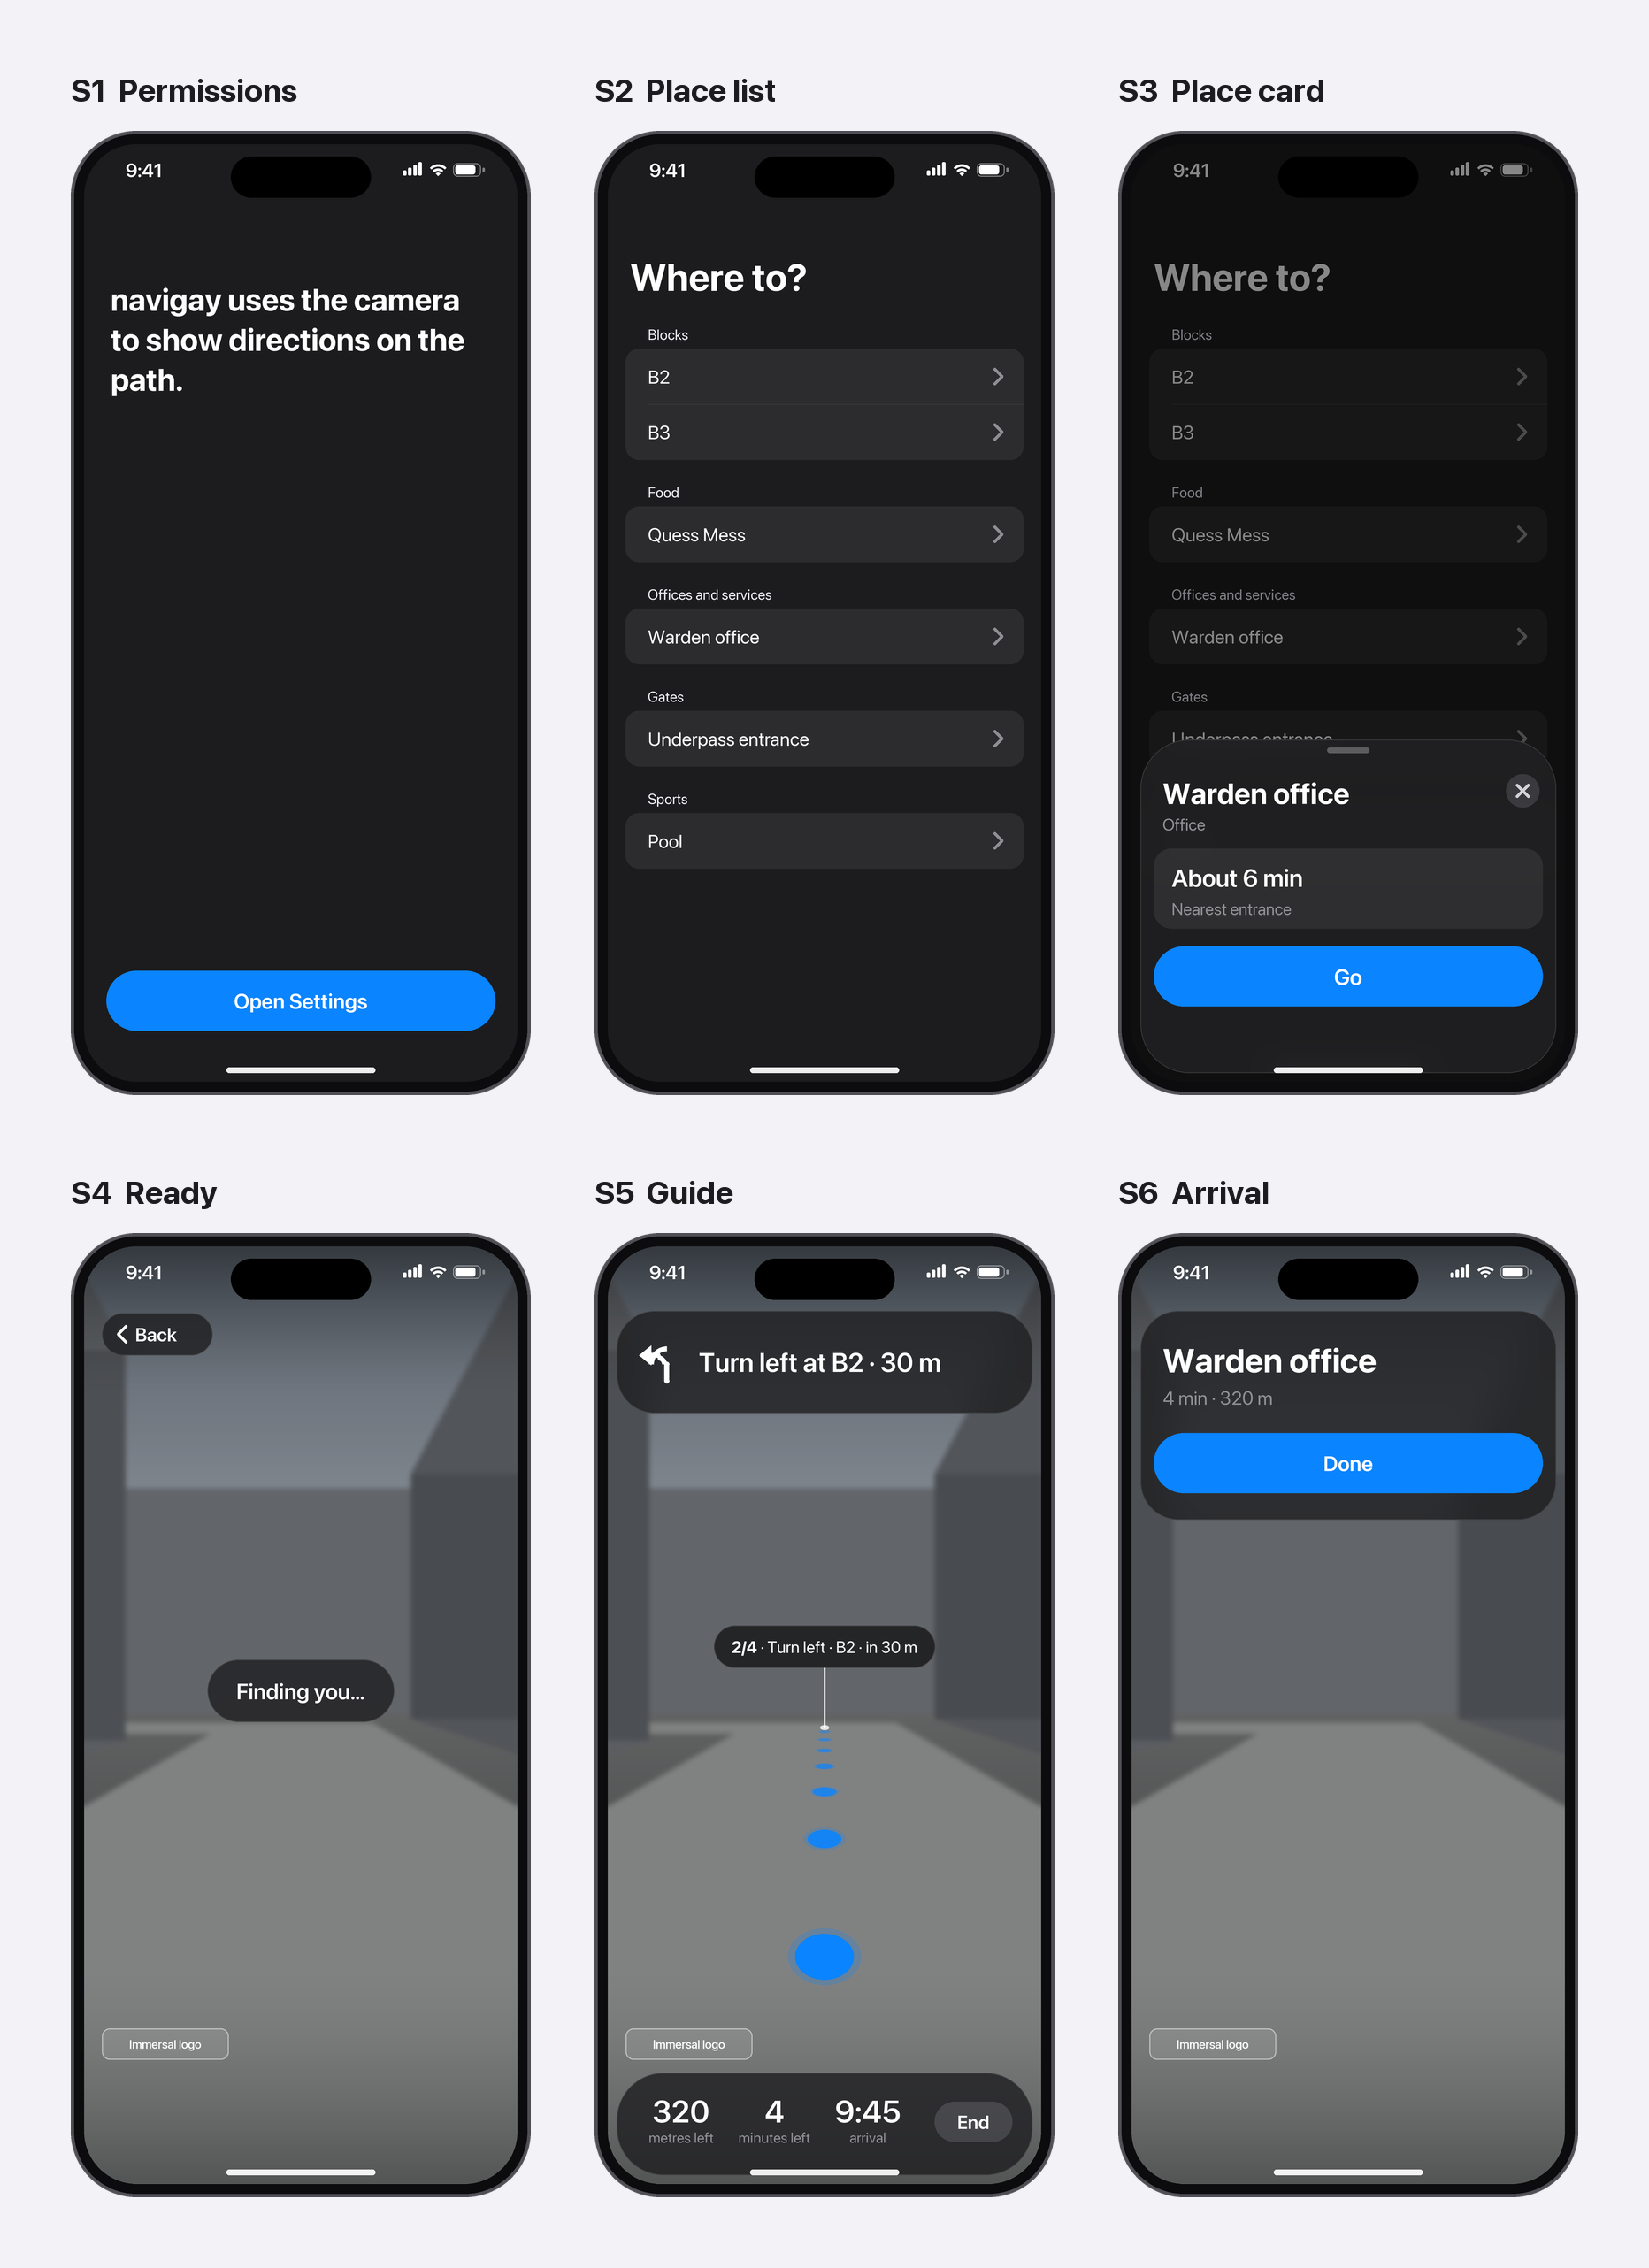 S1 Permissions
9:41
navigay uses the camera
to show directions on the
path.
Open Settings
S2 Place list
9:41
Where to?
Blocks
B2
B3
Food
Quess Mess
Offices and services
Warden office
Gates
Underpass entrance
Sports
Pool
S3 Place card
9:41
Where to?
Blocks
B2
B3
Food
Quess Mess
Offices and services
Warden office
Gates
Underpass entrance
Warden office
Office
About 6 min
Nearest entrance
Go
S4 Ready
9:41
Back
Finding you...
Immersal logo
S5 Guide
9:41
Turn left at B2 · 30 m
2/4 · Turn left · B2 · in 30 m
Immersal logo
320 4 9:45
metres left minutes left arrival
End
S6 Arrival
9:41
Warden office
4 min · 320 m
Done
Immersal logo